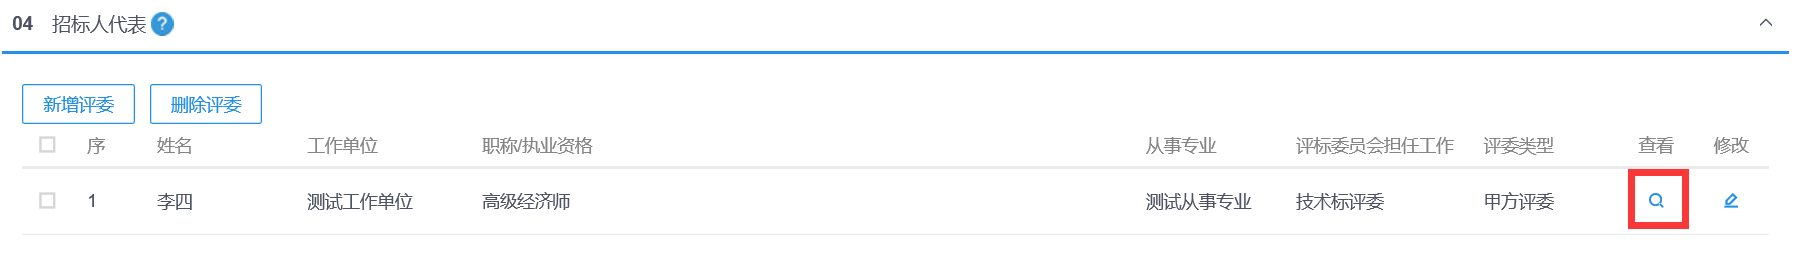 04 招标人代表 ?
新增评委 删除评委
序 姓名 工作单位 职称/执业资格 从事专业 评标委员会担任工作 评委类型 查看 修改
1 李四 测试工作单位 高级经济师 测试从事专业 技术标评委 甲方评委